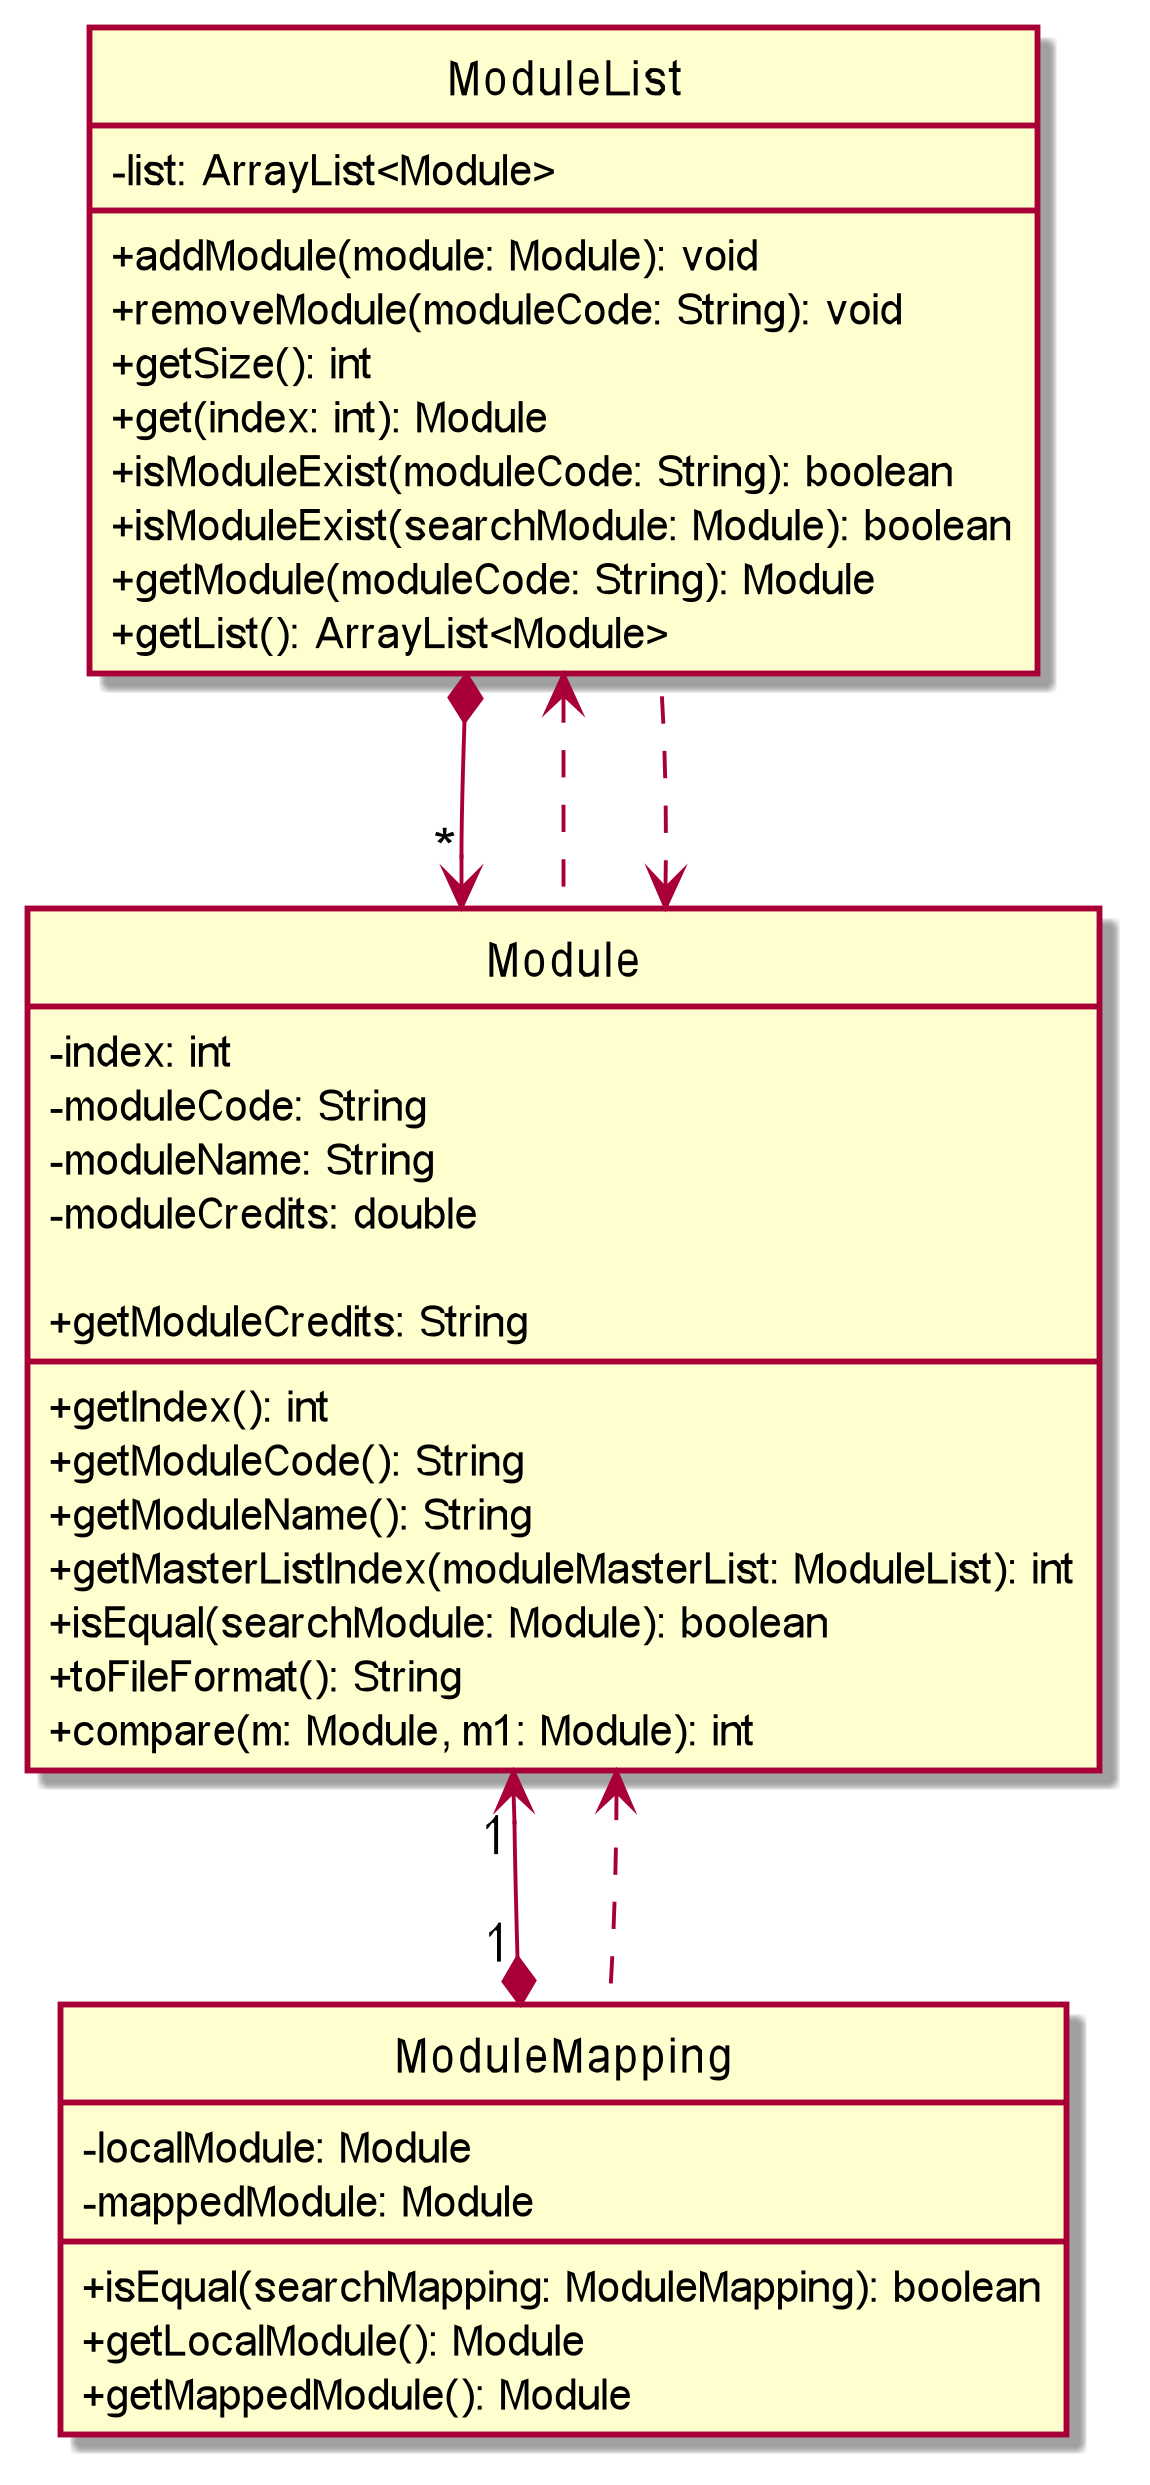 ModuleList
-list: ArrayList<Module>
+addModule(module: Module): void
+removeModule(moduleCode: String): void
+getSize(): int
+get(index: int): Module
+isModuleExist(moduleCode: String): boolean
+isModuleExist(searchModule: Module): boolean
+getModule(moduleCode: String): Module
+getList(): ArrayList<Module>
*
Module
-index: int
-moduleCode: String
-moduleName: String
-moduleCredits: double
+getModuleCredits: String
+getIndex(): int
+getModuleCode(): String
+getModuleName(): String
+getMasterListIndex(moduleMasterList: ModuleList): int
+isEqual(searchModule: Module): boolean
+toFileFormat(): String
+compare(m: Module, m1: Module): int
1
1
ModuleMapping
-localModule: Module
-mappedModule: Module
+isEqual(searchMapping: ModuleMapping): boolean
+getLocalModule(): Module
+getMappedModule(): Module